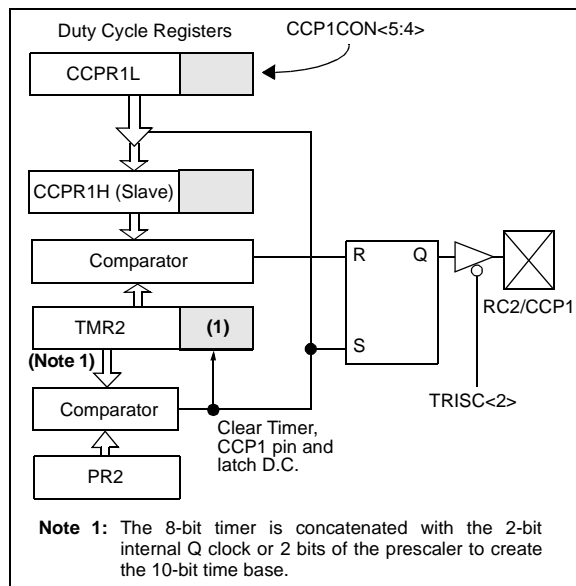 Duty Cycle Registers
CCP1CON<5:4>
CCPR1L
CCPR1H (Slave)
Comparator
R
Q
RC2/CCP1
TMR2
(1)
(Note 1)
S
TRISC<2>
Comparator
Clear Timer,
CCP1 pin and
latch D.C.
PR2
Note 1: The 8-bit timer is concatenated with the 2-bit
internal Q clock or 2 bits of the prescaler to create
the 10-bit time base.